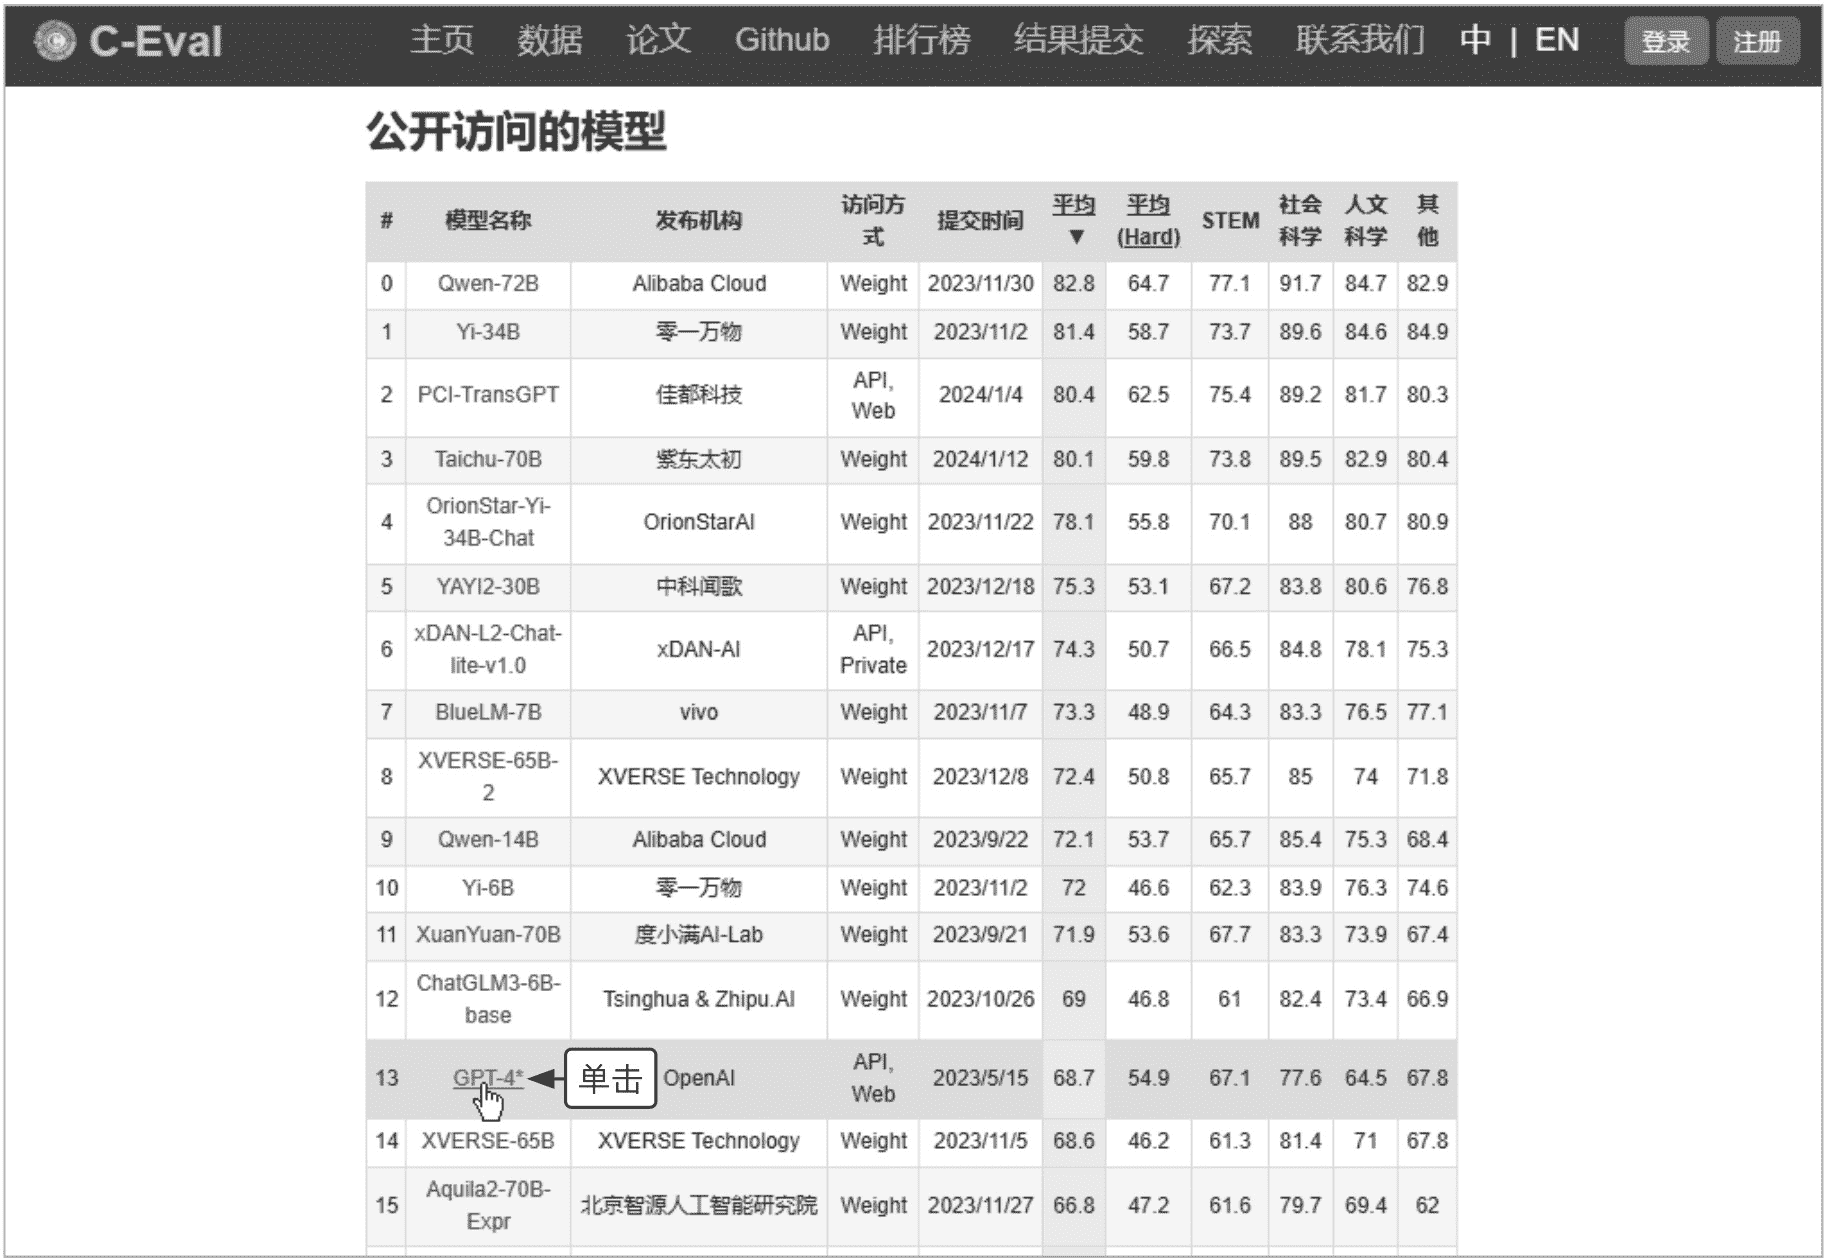 C-Eval 主页 数据 论文 Github 排行榜 结果提交 探索 联系我们 中 | EN 登录 注册
公开访问的模型
# 模型名称 发布机构 访问方式 提交时间 平均▼ 平均(Hard) STEM 社会科学 人文科学 其他
0 Qwen-72B Alibaba Cloud Weight 2023/11/30 82.8 64.7 77.1 91.7 84.7 82.9
1 Yi-34B 零一万物 Weight 2023/11/2 81.4 58.7 73.7 89.6 84.6 84.9
2 PCI-TransGPT 佳都科技 API, Web 2024/1/4 80.4 62.5 75.4 89.2 81.7 80.3
3 Taichu-70B 紫东太初 Weight 2024/1/12 80.1 59.8 73.8 89.5 82.9 80.4
4 OrionStar-Yi-34B-Chat OrionStarAI Weight 2023/11/22 78.1 55.8 70.1 88 80.7 80.9
5 YAYI2-30B 中科闻歌 Weight 2023/12/18 75.3 53.1 67.2 83.8 80.6 76.8
6 xDAN-L2-Chat-lite-v1.0 xDAN-AI API, Private 2023/12/17 74.3 50.7 66.5 84.8 78.1 75.3
7 BlueLM-7B vivo Weight 2023/11/7 73.3 48.9 64.3 83.3 76.5 77.1
8 XVERSE-65B-2 XVERSE Technology Weight 2023/12/8 72.4 50.8 65.7 85 74 71.8
9 Qwen-14B Alibaba Cloud Weight 2023/9/22 72.1 53.7 65.7 85.4 75.3 68.4
10 Yi-6B 零一万物 Weight 2023/11/2 72 46.6 62.3 83.9 76.3 74.6
11 XuanYuan-70B 度小满AI-Lab Weight 2023/9/21 71.9 53.6 67.7 83.3 73.9 67.4
12 ChatGLM3-6B-base Tsinghua & Zhipu.AI Weight 2023/10/26 69 46.8 61 82.4 73.4 66.9
13 GPT-4* 单击 OpenAI API, Web 2023/5/15 68.7 54.9 67.1 77.6 64.5 67.8
14 XVERSE-65B XVERSE Technology Weight 2023/11/5 68.6 46.2 61.3 81.4 71 67.8
15 Aquila2-70B-Expr 北京智源人工智能研究院 Weight 2023/11/27 66.8 47.2 61.6 79.7 69.4 62